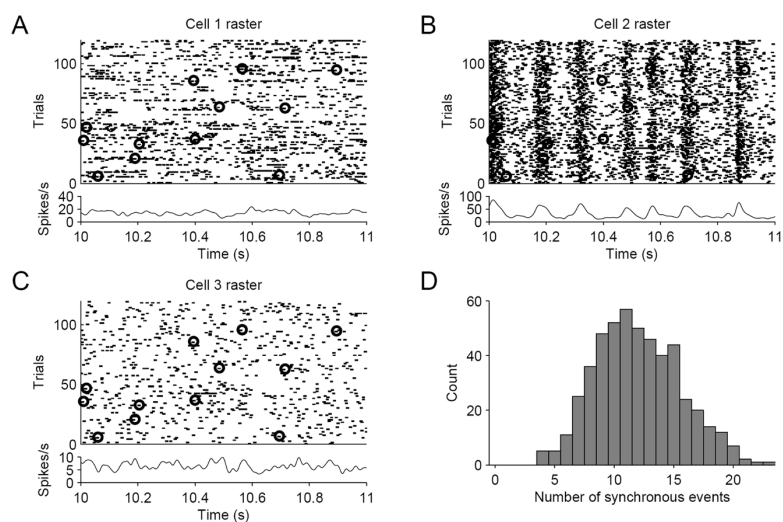 A
Cell 1 raster
100
50
0
Trials
40
20
0
Spikes/s
10 10.2 10.4 10.6 10.8 11
Time (s)
B
Cell 2 raster
100
50
0
Trials
100
50
0
Spikes/s
10 10.2 10.4 10.6 10.8 11
Time (s)
C
Cell 3 raster
100
50
0
Trials
10
5
0
Spikes/s
10 10.2 10.4 10.6 10.8 11
Time (s)
D
60
40
20
0
Count
0 5 10 15 20
Number of synchronous events